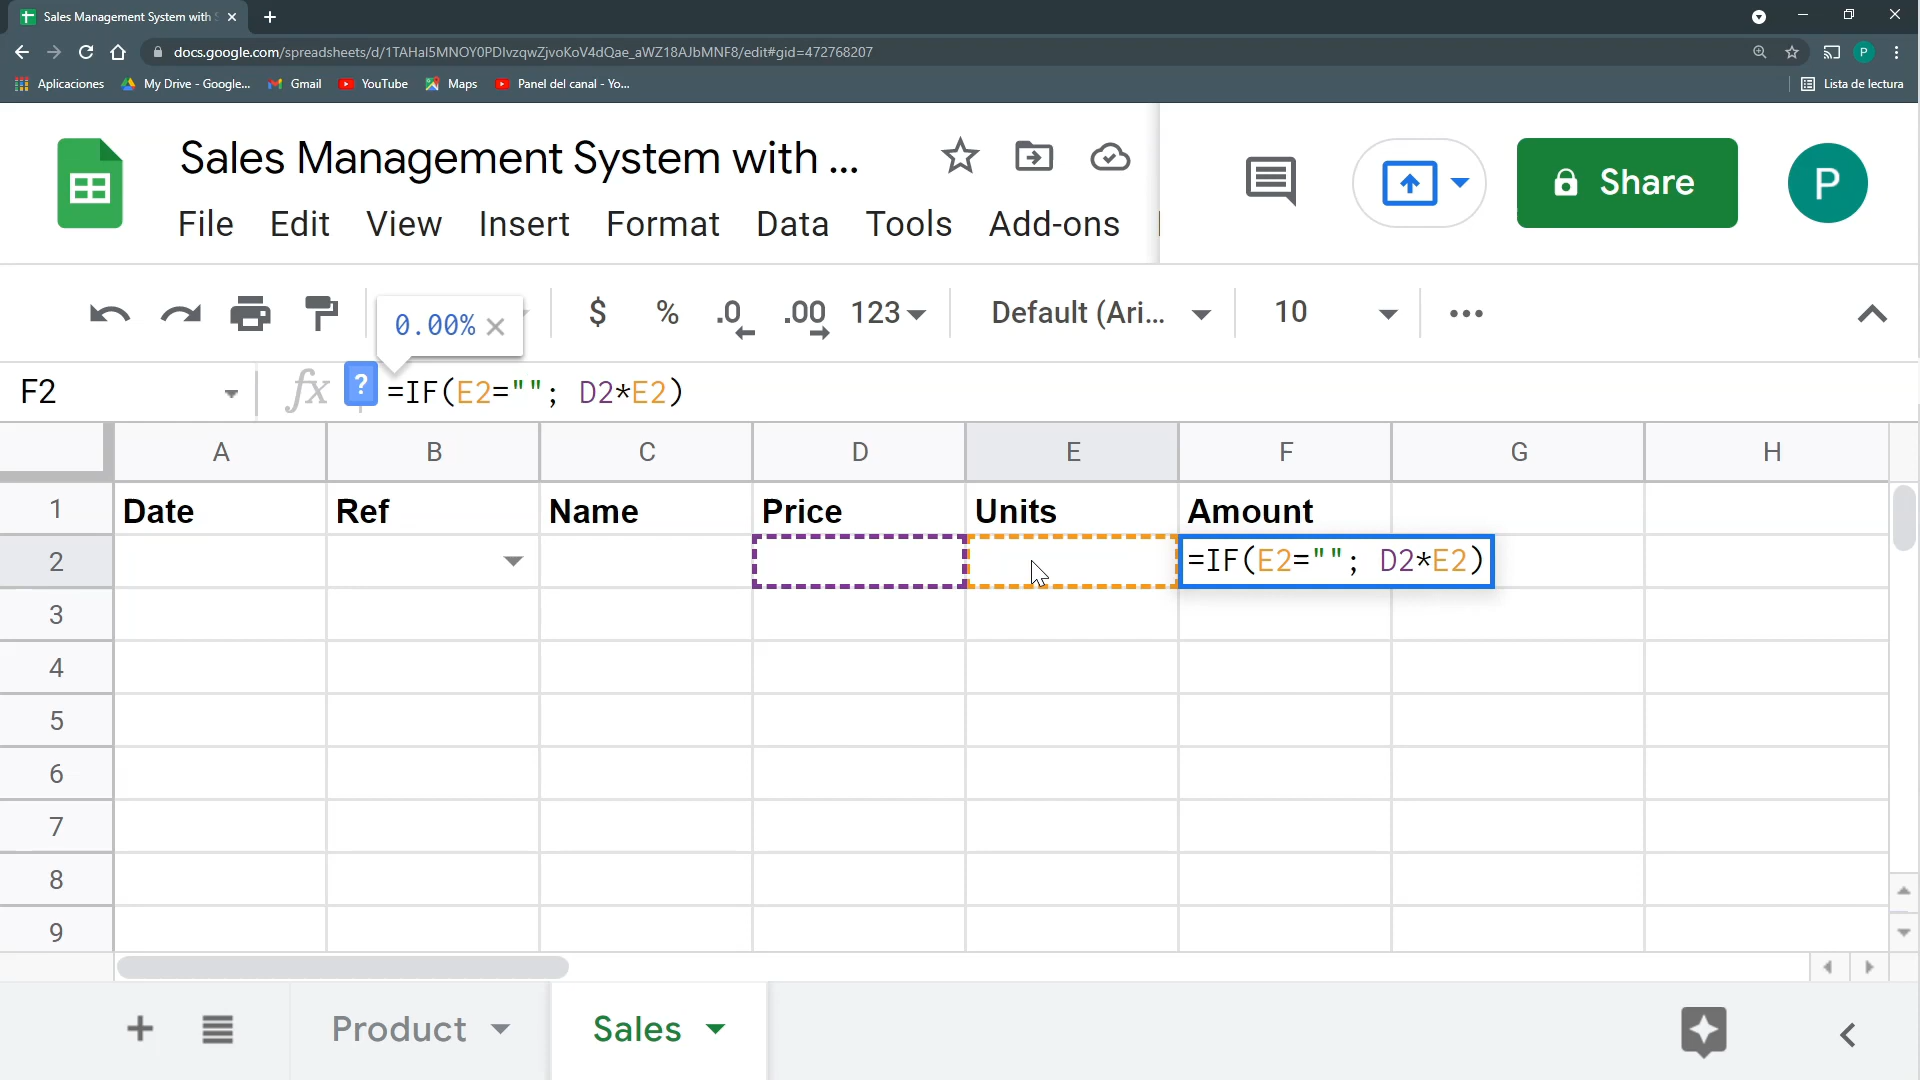 Sales Management System with S
docs.google.com/spreadsheets/d/1TAHal5MNOY0PDlvzqwZjvoKoV4dQae_aWZ18AJbMNF8/edit#gid=472768207
P
Aplicaciones My Drive - Google... Gmail YouTube Maps Panel del canal - Yo... Lista de lectura
Sales Management System with ...
Share
P
File Edit View Insert Format Data Tools Add-ons
0.00% $ % .0 .00 123 Default (Ari... 10
F2 fx ? =IF(E2=""; D2*E2)
A B C D E F G H
1 Date Ref Name Price Units Amount
2 =IF(E2=""; D2*E2)
3
4
5
6
7
8
9
Product Sales